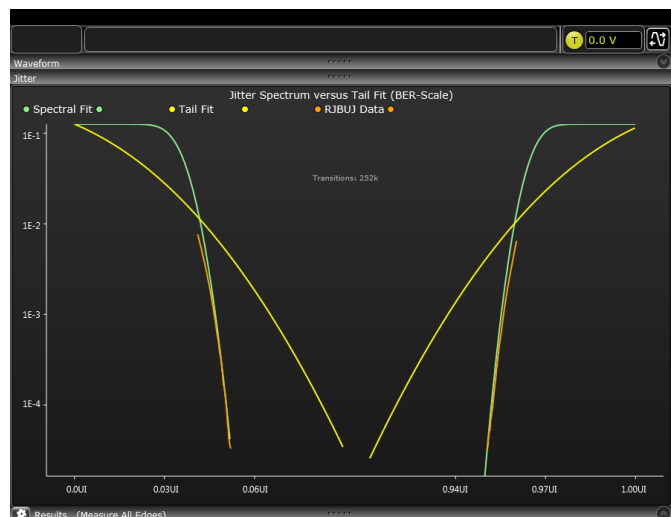 T 0.0 V
Waveform
Jitter
Jitter Spectrum versus Tail Fit (BER-Scale)
Spectral Fit Tail Fit RJBUJ Data
1E-1
Transitions: 252k
1E-2
1E-3
1E-4
0.0UI 0.03UI 0.06UI 0.94UI 0.97UI 1.00UI
Results (Measure All Edges)